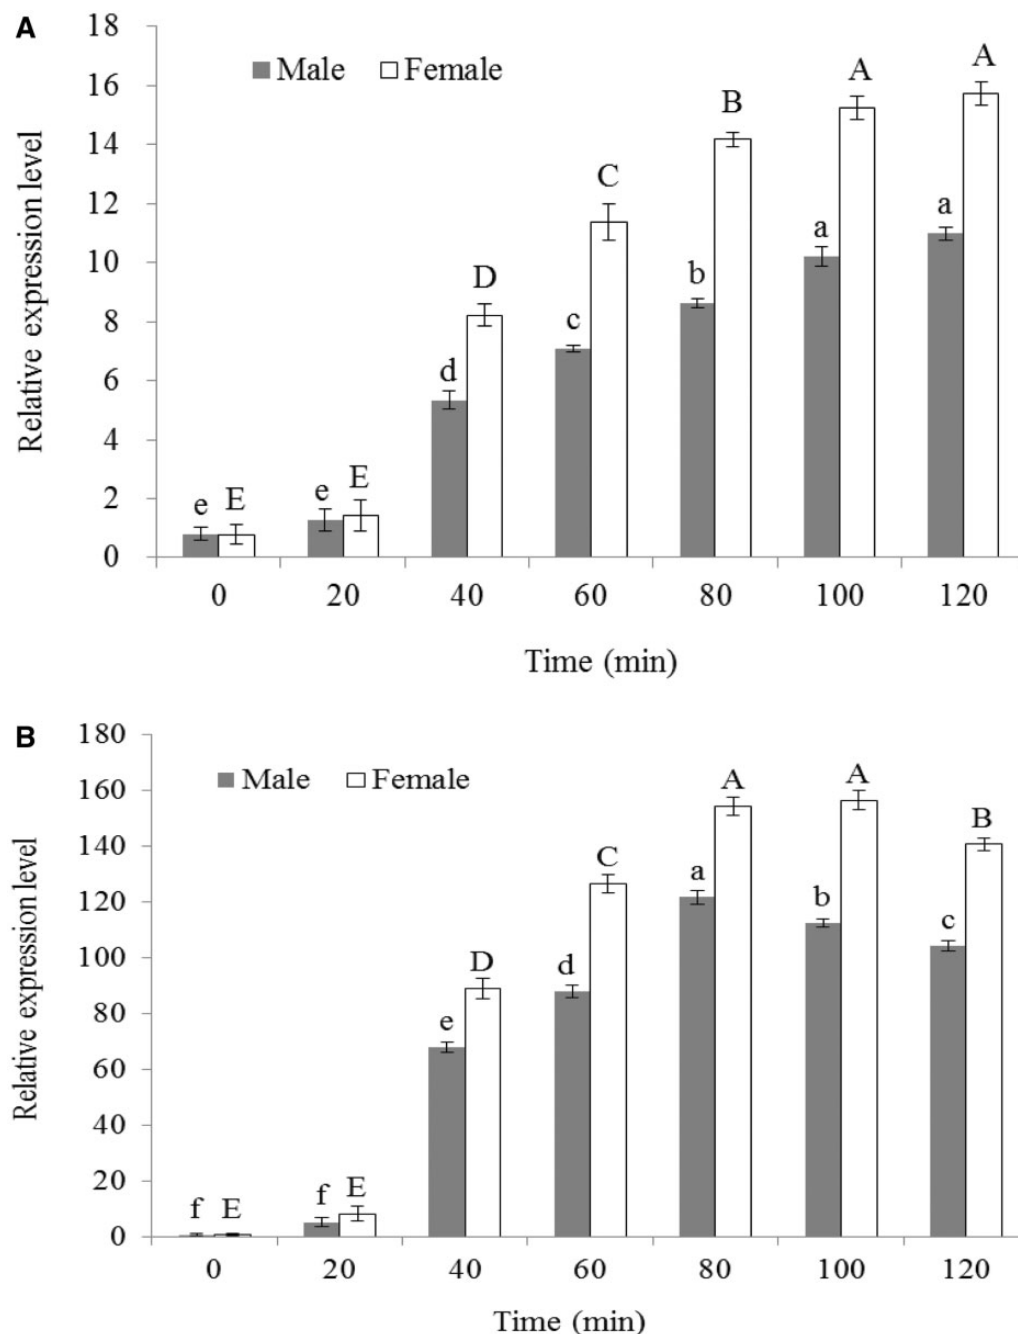 A
18
Male Female
16
14
12
10
8
6
4
2
0
Relative expression level
e E e E d D c C b B a A a A
0 20 40 60 80 100 120
Time (min)
B
180
Male Female
160
140
120
100
80
60
40
20
0
Relative expression level
f E f E e D d C a A b A c B
0 20 40 60 80 100 120
Time (min)